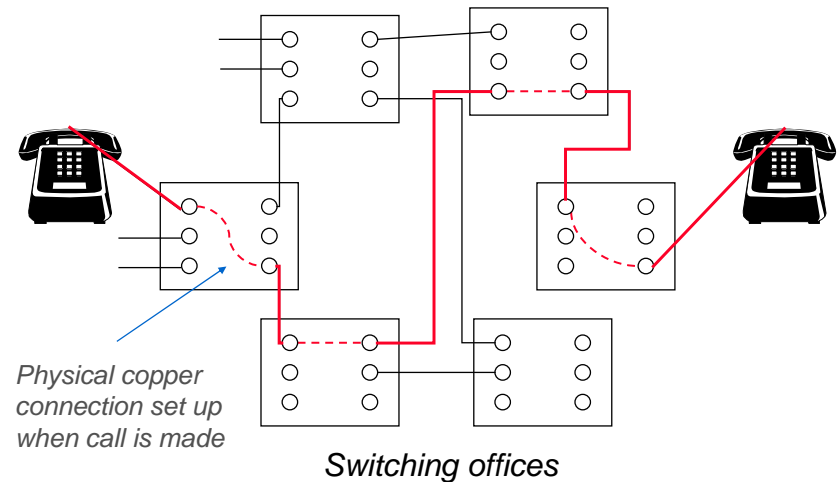 Physical copper
connection set up
when call is made
Switching offices